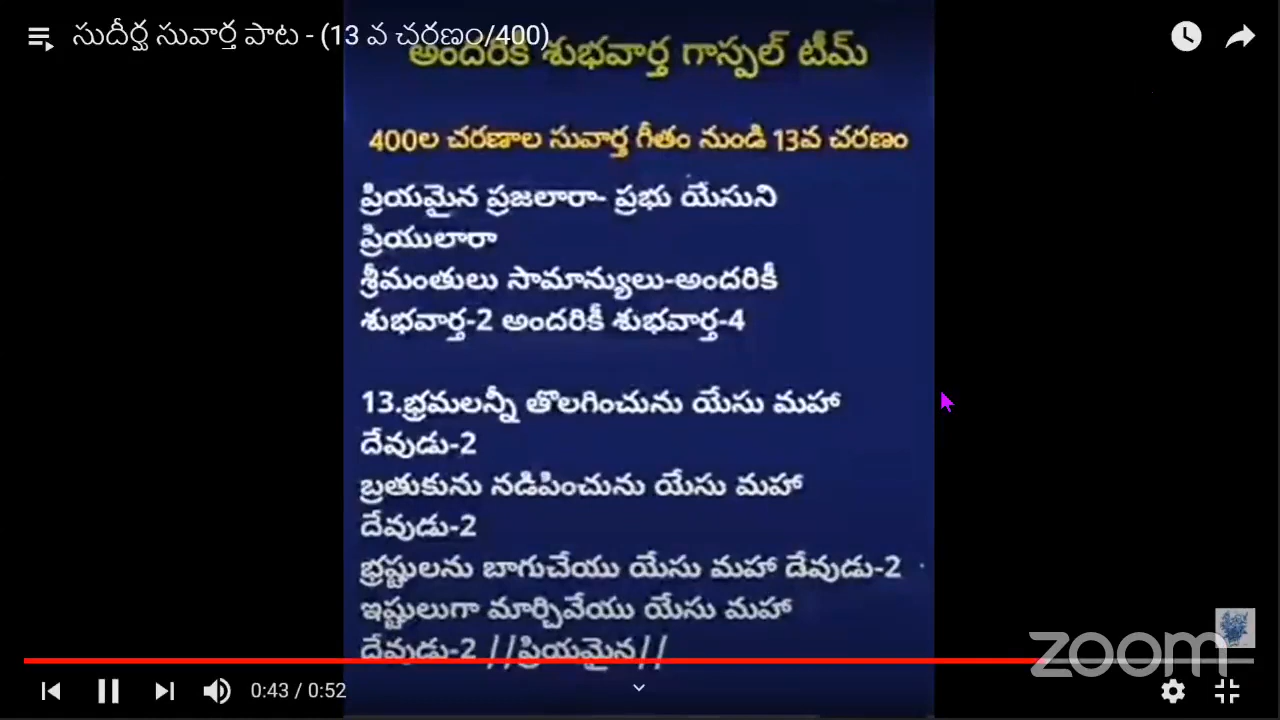 సుదీర్ఘ సువార్త పాట - (13 వ చరణం/400)
అందరికీ శుభవార్త గాస్పల్ టీమ్
400ల చరణాల సువార్త గీతం నుండి 13వ చరణం
ప్రియమైన ప్రజలారా- ప్రభు యేసుని
ప్రియులారా
శ్రీమంతులు సామాన్యులు-అందరికీ
శుభవార్త-2 అందరికీ శుభవార్త-4
13.భ్రమలన్నీ తొలగించును యేసు మహా
దేవుడు-2
బ్రతుకును నడిపించును యేసు మహా
దేవుడు-2
భ్రష్టులను బాగుచేయు యేసు మహా దేవుడు-2
ఇష్టులుగా మార్చివేయు యేసు మహా
దేవుడు-2 //ప్రియమైన//
zoom
0:43 / 0:52